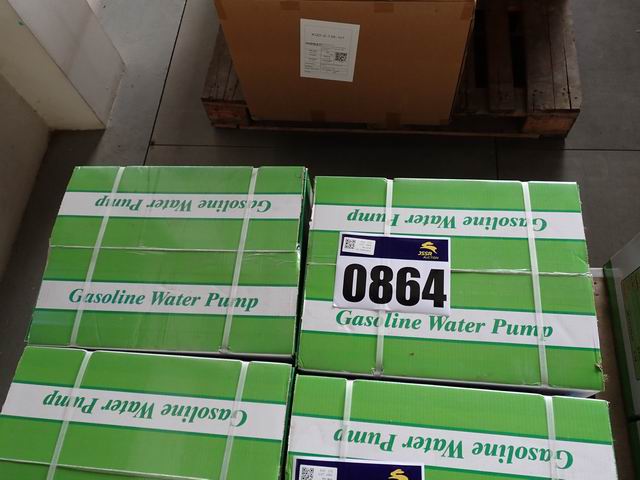 Gasoline Water Pump
Gasoline Water Pump
JSSR
AUCTION
0864
Gasoline Water Pump
Gasoline Water Pump
Gasoline Water Pump
Gasoline Water Pump